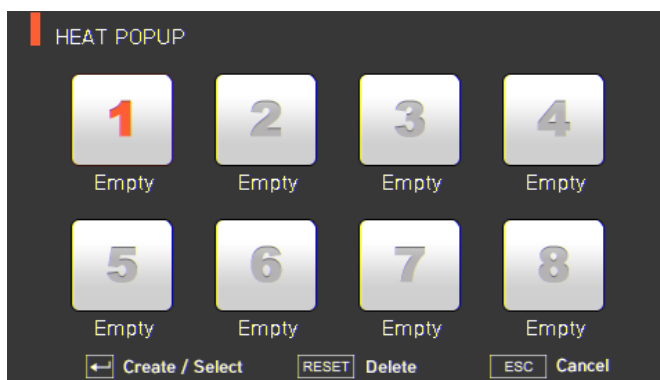 HEAT POPUP
1 2 3 4
Empty Empty Empty Empty
5 6 7 8
Empty Empty Empty Empty
Create / Select RESET Delete ESC Cancel